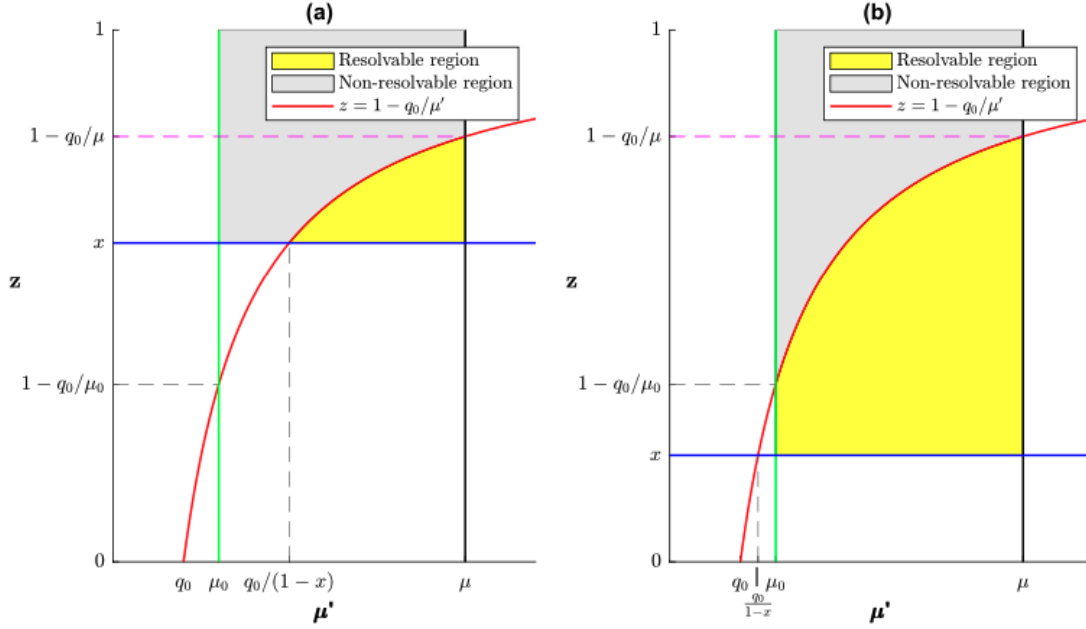 (a)
1
Resolvable region
Non-resolvable region
z = 1 − q₀/μ′
1 − q₀/μ
x
z
1 − q₀/μ₀
0
q₀ μ₀ q₀/(1 − x) μ
μ'
(b)
1
Resolvable region
Non-resolvable region
z = 1 − q₀/μ′
1 − q₀/μ
z
1 − q₀/μ₀
x
0
q₀ μ₀ μ
q₀/1−x
μ'